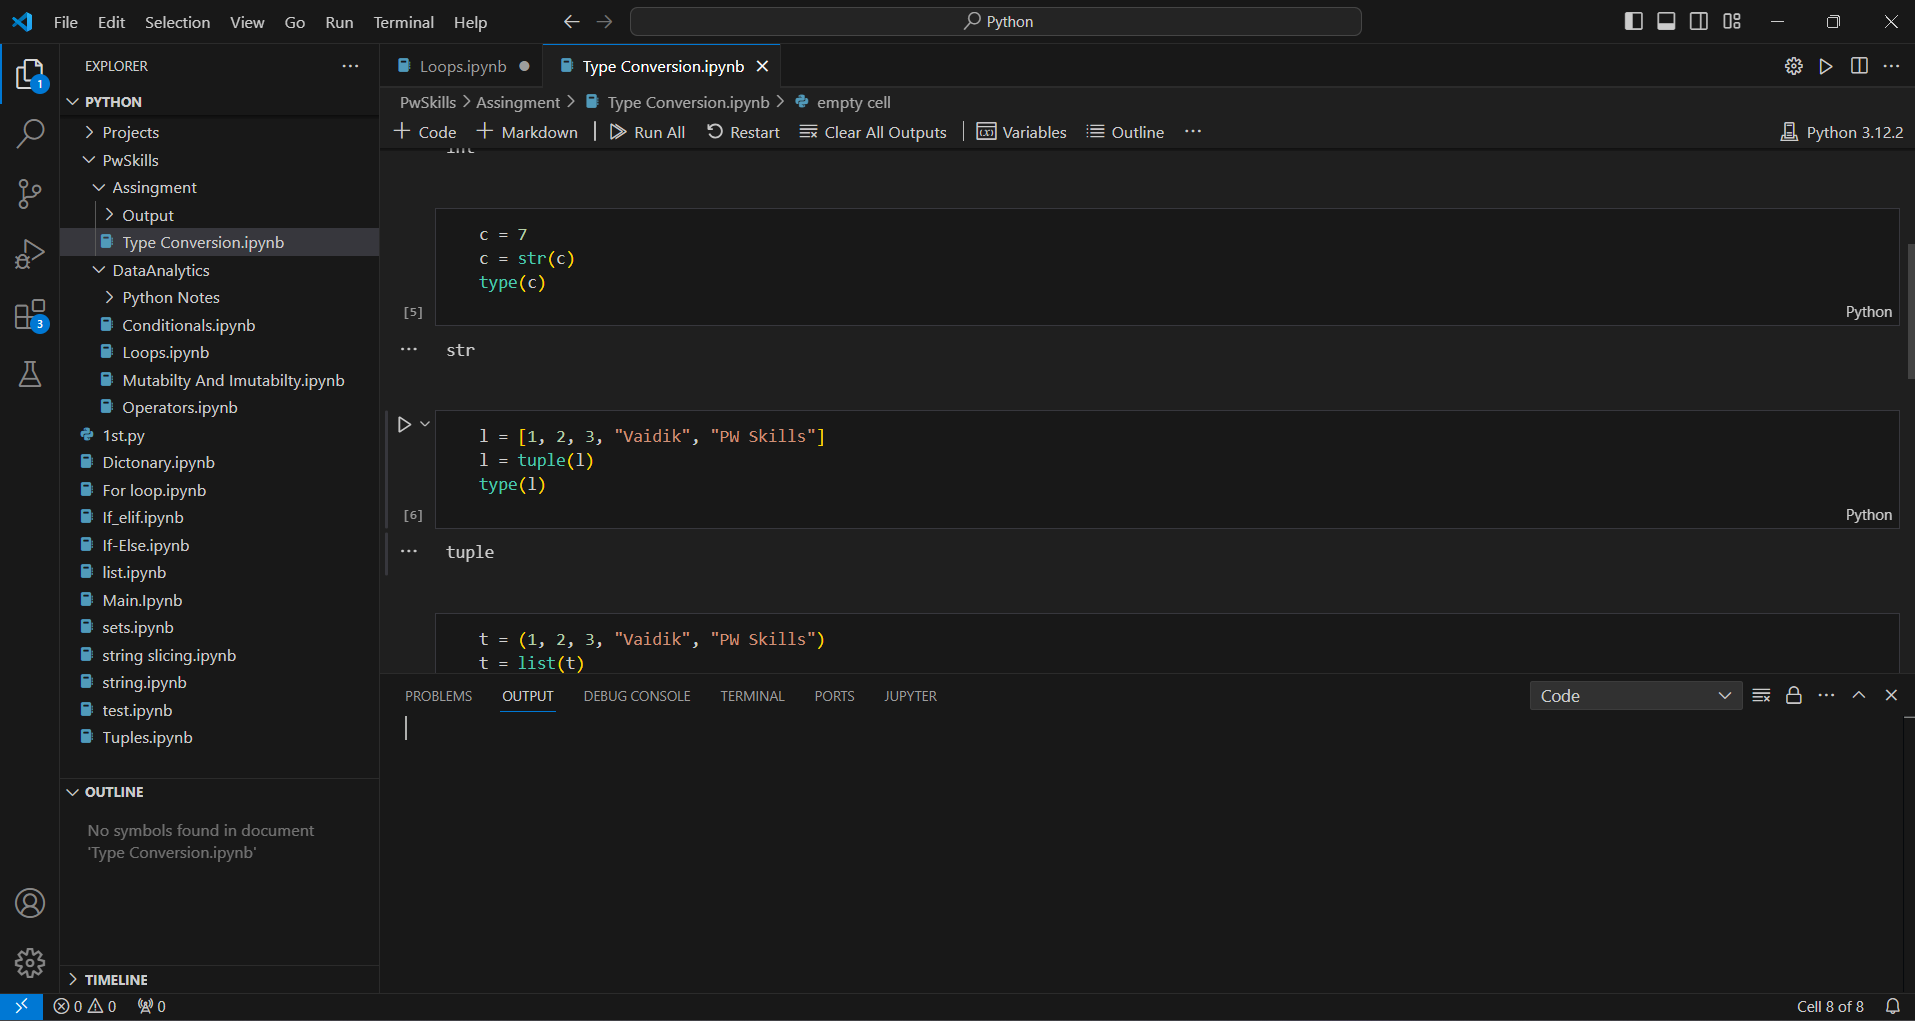 File Edit Selection View Go Run Terminal Help
Python
EXPLORER
1
PYTHON
Projects
PwSkills
Assingment
Output
Type Conversion.ipynb
DataAnalytics
Python Notes
Conditionals.ipynb
Loops.ipynb
Mutabilty And Imutabilty.ipynb
Operators.ipynb
1st.py
Dictonary.ipynb
For loop.ipynb
If_elif.ipynb
If-Else.ipynb
list.ipynb
Main.Ipynb
sets.ipynb
string slicing.ipynb
string.ipynb
test.ipynb
Tuples.ipynb
3
OUTLINE
No symbols found in document
'Type Conversion.ipynb'
TIMELINE
Loops.ipynb
Type Conversion.ipynb
PwSkills > Assingment > Type Conversion.ipynb > empty cell
+ Code + Markdown | Run All Restart Clear All Outputs | Variables Outline ...
Python 3.12.2
int
c = 7
c = str(c)
type(c)
[5]
Python
... str
l = [1, 2, 3, "Vaidik", "PW Skills"]
l = tuple(l)
type(l)
[6]
Python
... tuple
t = (1, 2, 3, "Vaidik", "PW Skills")
t = list(t)
PROBLEMS OUTPUT DEBUG CONSOLE TERMINAL PORTS JUPYTER
Code
0 0 0
Cell 8 of 8